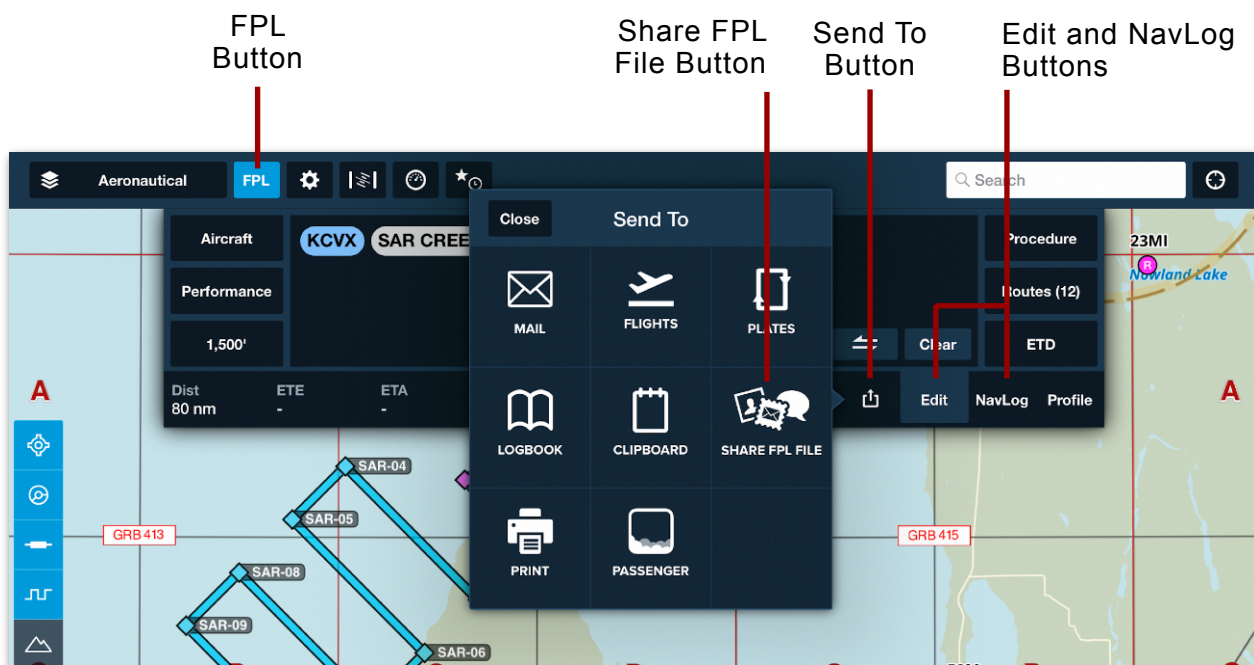 FPL
Button
Share FPL
File Button
Send To
Button
Edit and NavLog
Buttons
Aeronautical
FPL
Search
Close
Send To
Aircraft
KCVX
SAR CREE
Procedure
23MI
R
Nowland Lake
Performance
MAIL
FLIGHTS
PLATES
Routes (12)
1,500'
Clear
ETD
A
Dist
ETE
ETA
80 nm
-
-
Edit
NavLog
Profile
A
LOGBOOK
CLIPBOARD
SHARE FPL FILE
SAR-04
SAR-05
GRB 413
GRB 415
PRINT
PASSENGER
SAR-08
SAR-09
SAR-06